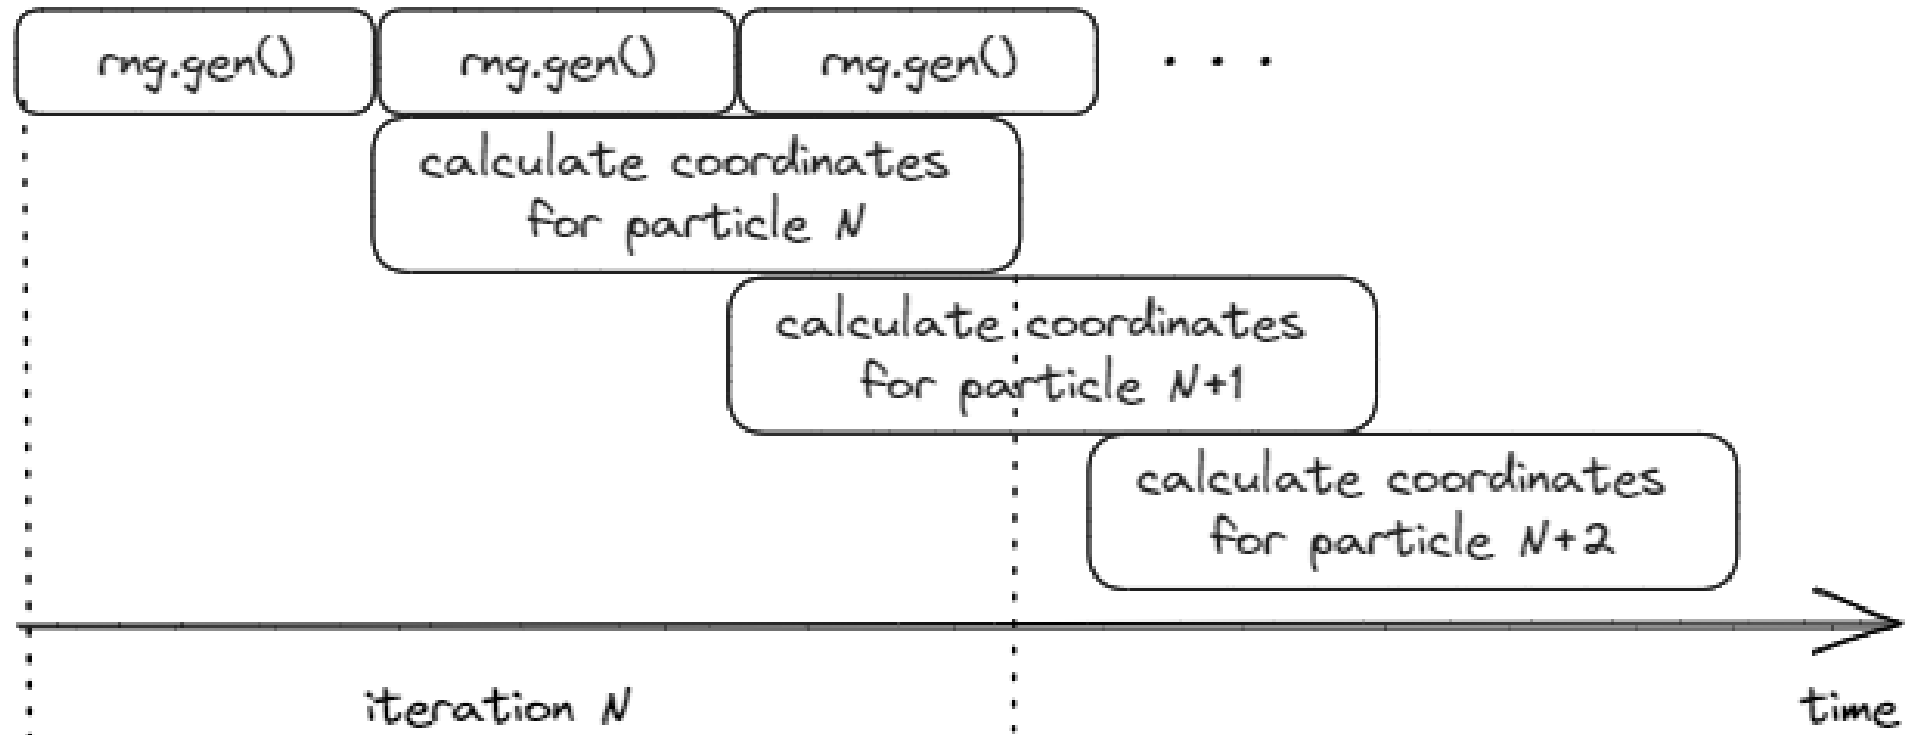 rng.gen()
rng.gen()
rng.gen()
. . .
calculate coordinates
for particle N
calculate coordinates
for particle N+1
calculate coordinates
for particle N+2
iteration N
time